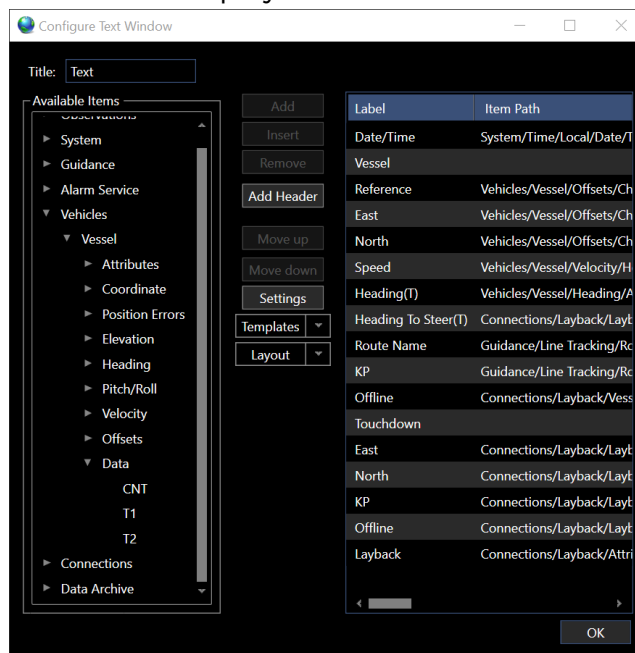 Configure Text Window
Title: Text
Available Items
System
Guidance
Alarm Service
Vehicles
Vessel
Attributes
Coordinate
Position Errors
Elevation
Heading
Pitch/Roll
Velocity
Offsets
Data
CNT
T1
T2
Connections
Data Archive
Add
Insert
Remove
Add Header
Move up
Move down
Settings
Templates
Layout
Label Item Path
Date/Time System/Time/Local/Date/T
Vessel
Reference Vehicles/Vessel/Offsets/Ch
East Vehicles/Vessel/Offsets/Ch
North Vehicles/Vessel/Offsets/Ch
Speed Vehicles/Vessel/Velocity/H
Heading(T) Vehicles/Vessel/Heading/A
Heading To Steer(T) Connections/Layback/Layb
Route Name Guidance/Line Tracking/Ro
KP Guidance/Line Tracking/Ro
Offline Connections/Layback/Vess
Touchdown
East Connections/Layback/Layb
North Connections/Layback/Layb
KP Connections/Layback/Layb
Offline Connections/Layback/Layb
Layback Connections/Layback/Attri
OK